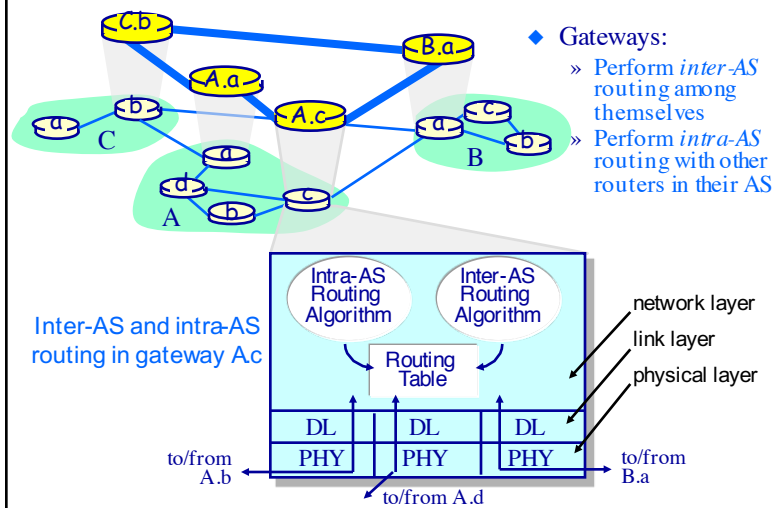 C.b
B.a
A.a
A.c
b
a
C
a
c
b
B
a
d
b
c
A
◆ Gateways:
» Perform inter-AS
routing among
themselves
» Perform intra-AS
routing with other
routers in their AS
Inter-AS and intra-AS
routing in gateway A.c
Intra-AS
Routing
Algorithm
Inter-AS
Routing
Algorithm
Routing
Table
DL
DL
DL
PHY
PHY
PHY
network layer
link layer
physical layer
to/from
A.b
to/from A.d
to/from
B.a